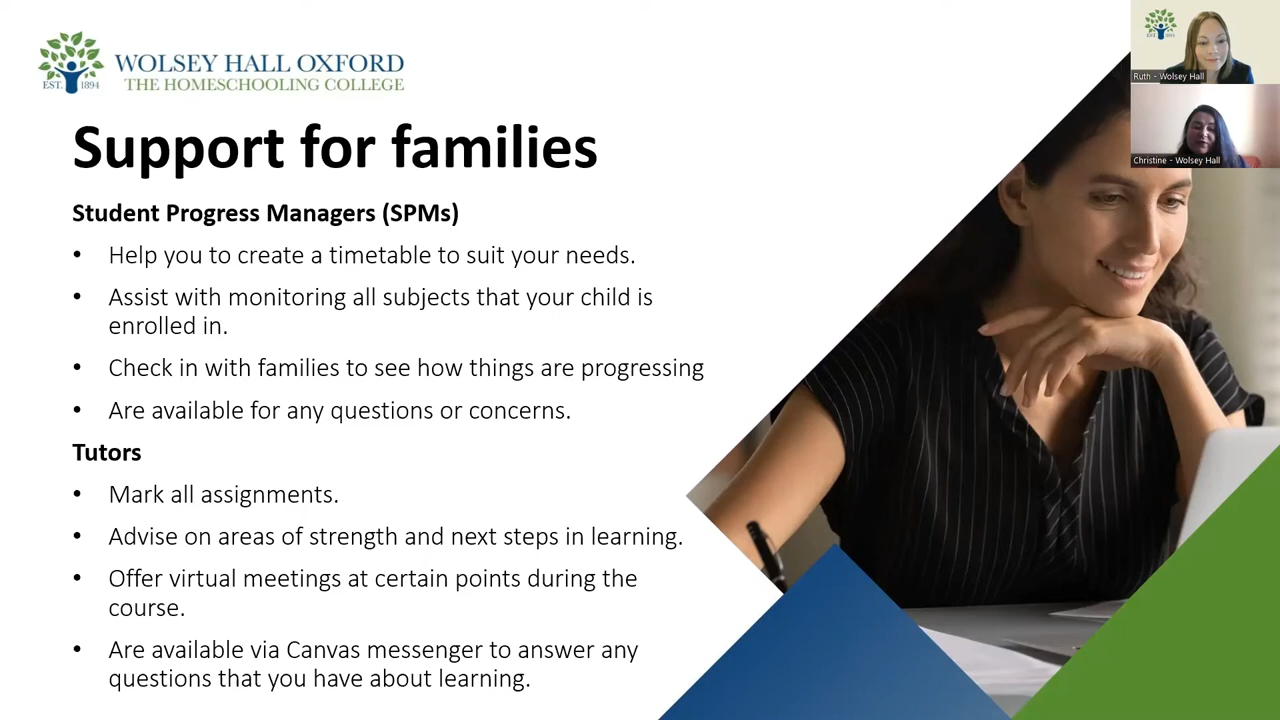 WOLSEY HALL OXFORD
EST. 1894
THE HOMESCHOOLING COLLEGE
Ruth - Wolsey Hall
Christine - Wolsey Hall
Support for families
Student Progress Managers (SPMs)
• Help you to create a timetable to suit your needs.
• Assist with monitoring all subjects that your child is
enrolled in.
• Check in with families to see how things are progressing
• Are available for any questions or concerns.
Tutors
• Mark all assignments.
• Advise on areas of strength and next steps in learning.
• Offer virtual meetings at certain points during the
course.
• Are available via Canvas messenger to answer any
questions that you have about learning.